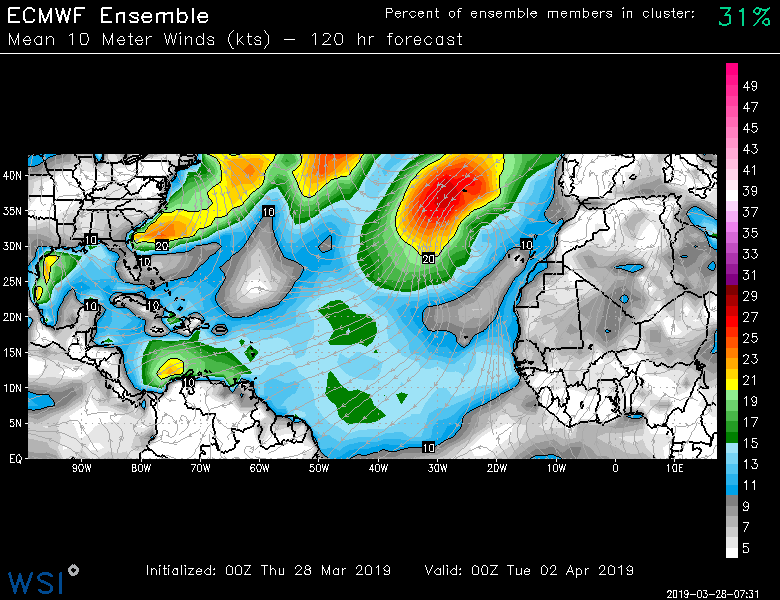 ECMWF Ensemble
Percent of ensemble members in cluster: 31%
Mean 10 Meter Winds (kts) – 120 hr forecast
49
47
45
43
41
39
37
35
33
31
29
27
25
23
21
19
17
15
13
11
9
7
5
40N
35N
30N
25N
20N
15N
10N
5N
EQ
10
10
20
10
10
10
10
20
10
10
90W 80W 70W 60W 50W 40W 30W 20W 10W 0 10E
Initialized: 00Z Thu 28 Mar 2019 Valid: 00Z Tue 02 Apr 2019
WSI
2019-03-28-07:31